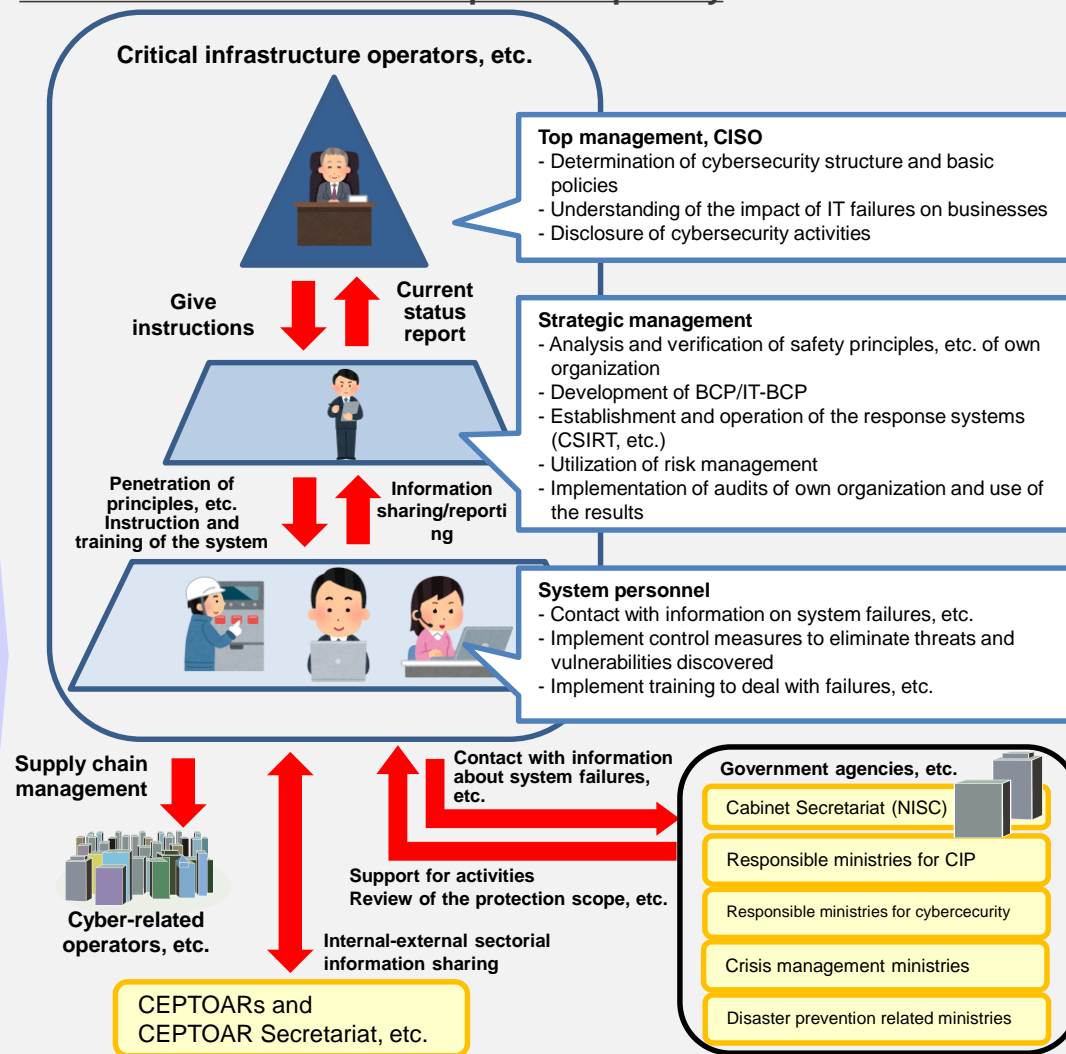 Critical infrastructure operators, etc.
Top management, CISO
- Determination of cybersecurity structure and basic
policies
- Understanding of the impact of IT failures on businesses
- Disclosure of cybersecurity activities
Give
instructions
Current
status
report
Strategic management
- Analysis and verification of safety principles, etc. of own
organization
- Development of BCP/IT-BCP
- Establishment and operation of the response systems
(CSIRT, etc.)
- Utilization of risk management
- Implementation of audits of own organization and use of
the results
Penetration of
principles, etc.
Instruction and
training of the system
Information
sharing/reporti
ng
System personnel
- Contact with information on system failures, etc.
- Implement control measures to eliminate threats and
vulnerabilities discovered
- Implement training to deal with failures, etc.
Supply chain
management
Contact with information
about system failures,
etc.
Government agencies, etc.
Cabinet Secretariat (NISC)
Responsible ministries for CIP
Responsible ministries for cybercecurity
Crisis management ministries
Disaster prevention related ministries
Support for activities
Review of the protection scope, etc.
Cyber-related
operators, etc.
Internal-external sectorial
information sharing
CEPTOARs and
CEPTOAR Secretariat, etc.